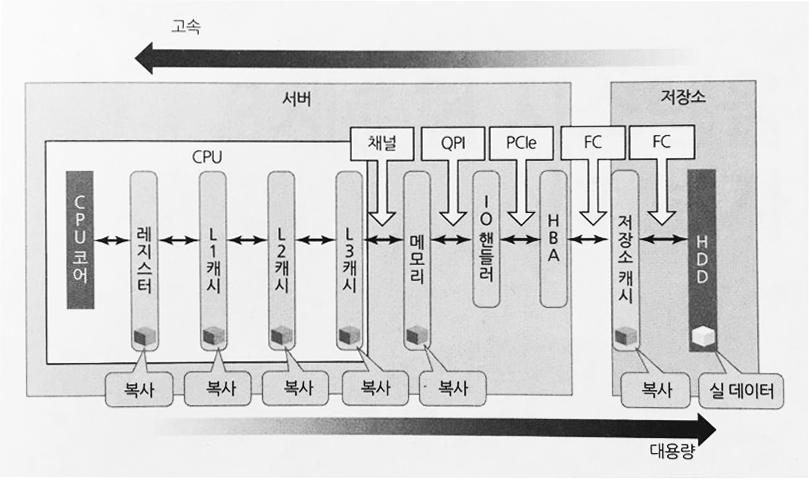 고속
서버
저장소
CPU
채널
QPI
PCIe
FC
FC
CPU 코어
레지스터
L1 캐시
L2 캐시
L3 캐시
메모리
IO 핸들러
HBA
저장소 캐시
HDD
복사
복사
복사
복사
복사
복사
실 데이터
대용량